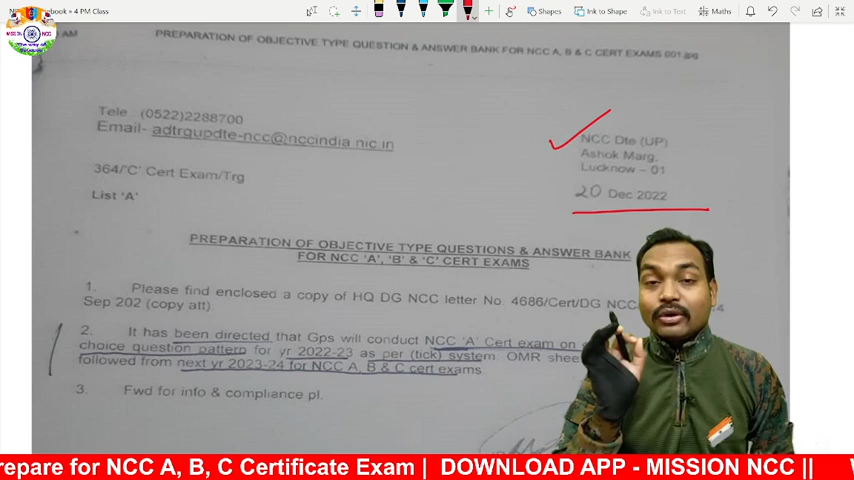 ebook » 4 PM Class
Shapes
Ink to Shape
Ink to Text
Maths
MISSION NCC
AM
PREPARATION OF OBJECTIVE TYPE QUESTION & ANSWER BANK FOR NCC A, B & C CERT EXAMS 001.jpg
Tele (0522)2288700
Email- adtrgupdte-ncc@nccindia nic.in
364/'C' Cert Exam/Trg
List 'A'
NCC Dte (UP)
Ashok Marg,
Lucknow – 01
20 Dec 2022
PREPARATION OF OBJECTIVE TYPE QUESTIONS & ANSWER BANK
FOR NCC 'A', 'B' & 'C' CERT EXAMS
1. Please find enclosed a copy of HQ DG NCC letter No. 4686/Cert/DG NCC
Sep 202 (copy att).
2. It has been directed that Gps will conduct NCC 'A' Cert exam on
choice question pattern for yr 2022-23 as per (tick) system OMR
followed from next yr 2023-24 for NCC A, B & C cert exams.
3. Fwd for info & compliance pl.
repare for NCC A, B, C Certificate Exam | DOWNLOAD APP - MISSION NCC ||